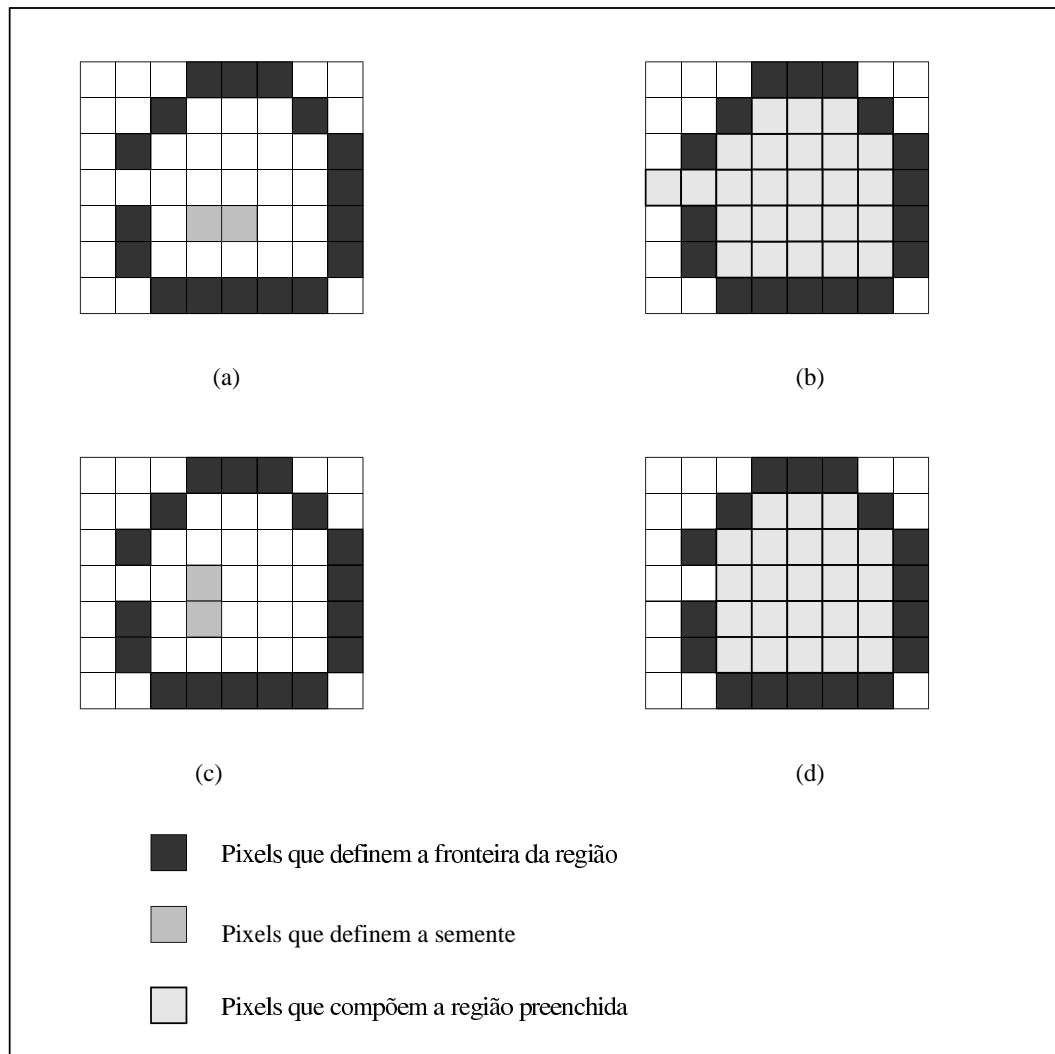 (a)
(b)
(c)
(d)
Pixels que definem a fronteira da região
Pixels que definem a semente
Pixels que compõem a região preenchida